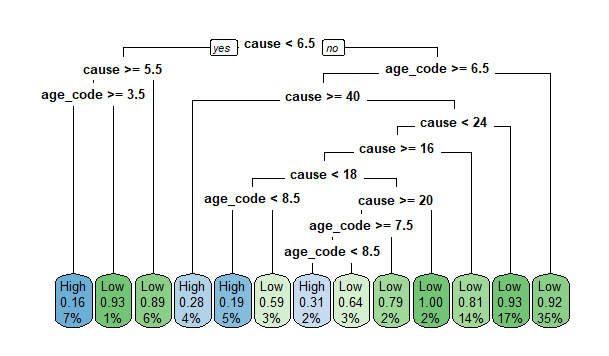 yes cause < 6.5 no
cause >= 5.5 age_code >= 6.5
age_code >= 3.5 cause >= 40
cause < 24
cause >= 16
cause < 18
age_code < 8.5 cause >= 20
age_code >= 7.5
age_code < 8.5
High Low Low High High Low High Low Low Low Low Low Low
0.16 0.93 0.89 0.28 0.19 0.59 0.31 0.64 0.79 1.00 0.81 0.93 0.92
7% 1% 6% 4% 5% 3% 2% 3% 2% 2% 14% 17% 35%